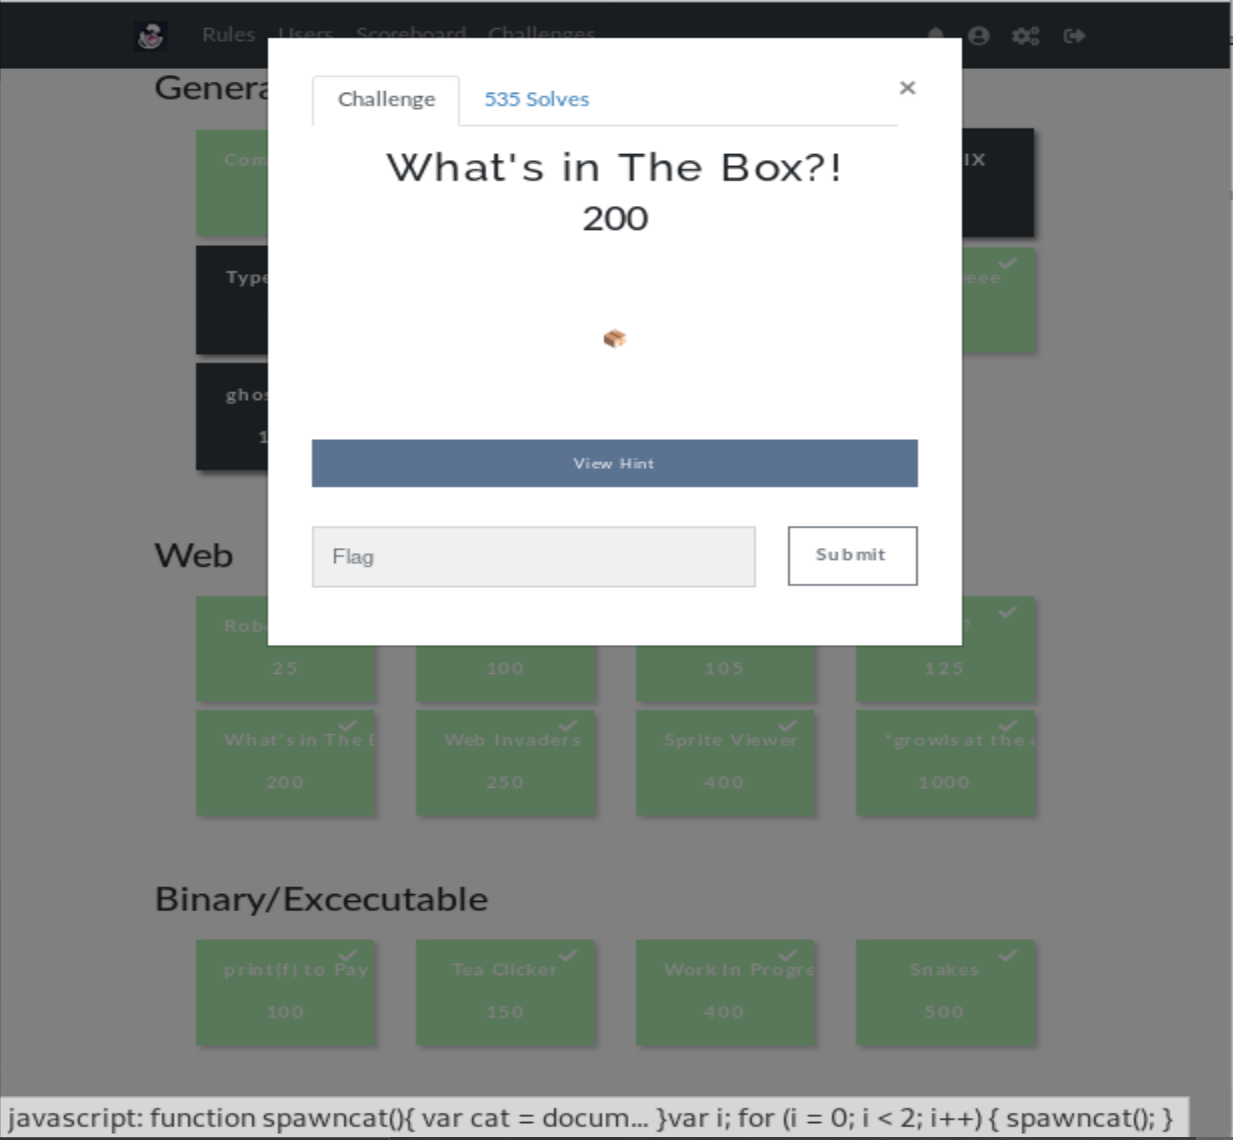 Rules Users Scoreboard Challenges
Genera
Challenge 535 Solves ×
What's in The Box?!
200
Com
IX
Type
eee
ghos
1
View Hint
Flag Submit
Web
Rob ?
25 100 105 125
What's in The B Web Invaders Sprite Viewer *growls at the
200 250 400 1000
Binary/Excecutable
print(f) to Pay Tea Clicker Work In Progre Snakes
100 150 400 500
javascript: function spawncat(){ var cat = docum... }var i; for (i = 0; i < 2; i++) { spawncat(); }